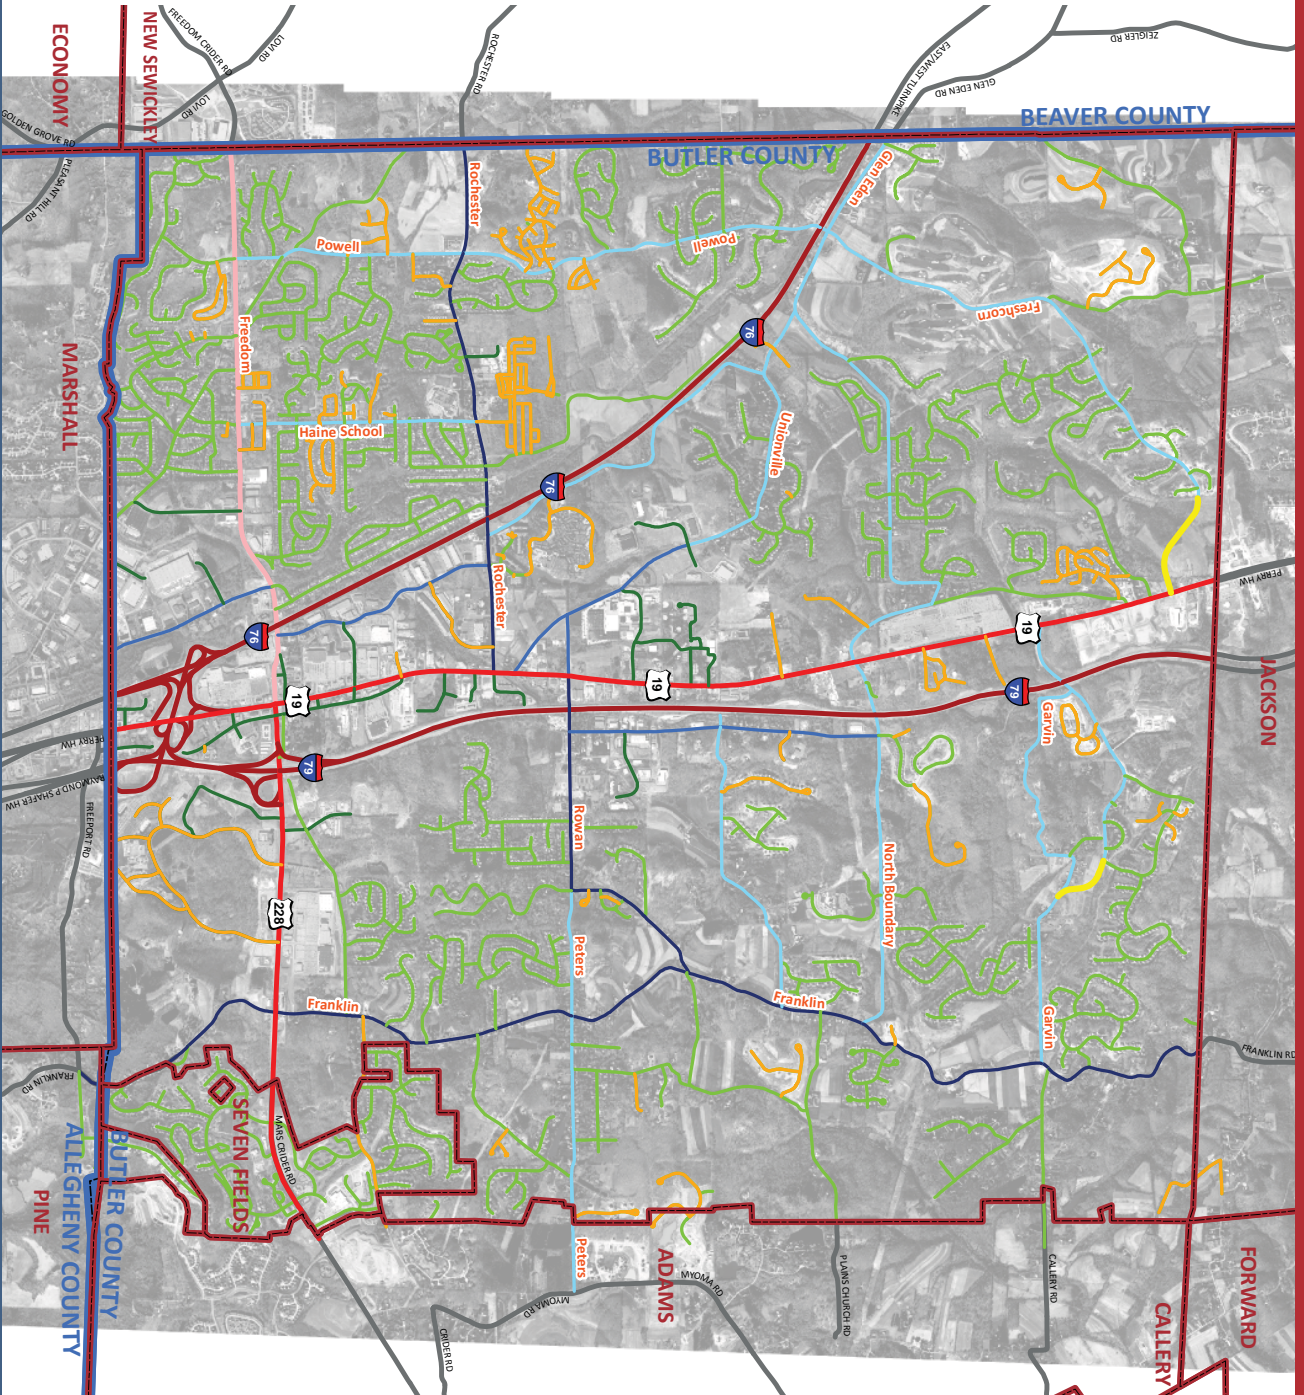 ECONOMY
NEW SEWICKLEY
FREEDOM CRIDER RD
LOVI RD
LOVI RD
ROCHESTER RD
EAST/WEST TURNPIKE
GLEN EDEN RD
ZEIGLER RD
GOLDEN GROVE RD
PLEASANT HILL RD
BEAVER COUNTY
BUTLER COUNTY
Glen Eden
Rochester
Powell
Powell
Freshcorn
Freedom
76
MARSHALL
Haine School
Unionville
76
Rochester
PERRY HW
76
19
19
19
79
79
JACKSON
Garvin
PERRY HW
RAYMOND P SHAFER HW
FREEPORT RD
Rowan
North Boundary
228
Peters
Franklin
Franklin
Garvin
FRANKLIN RD
FRANKLIN RD
SEVEN FIELDS
MARS CRIDER RD
BUTLER COUNTY
ALLEGHENY COUNTY
PINE
Peters
ADAMS
MYOMA RD
MYOMA RD
CRIDER RD
PLAINS CHURCH RD
CALLERY RD
FORWARD
CALLERY